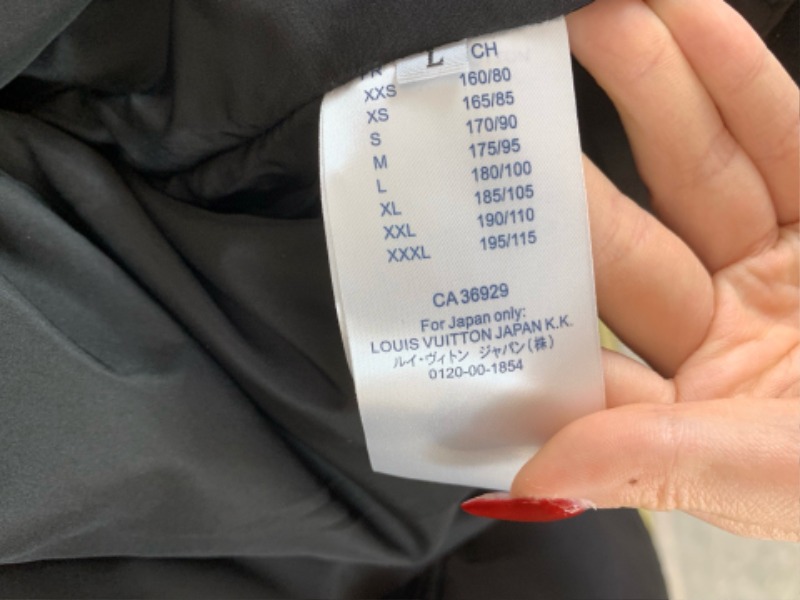 L
FR CH
XXS 160/80
XS 165/85
S 170/90
M 175/95
L 180/100
XL 185/105
XXL 190/110
XXXL 195/115
CA 36929
For Japan only:
LOUIS VUITTON JAPAN K.K.
ルイ・ヴィトン ジャパン(株)
0120-00-1854